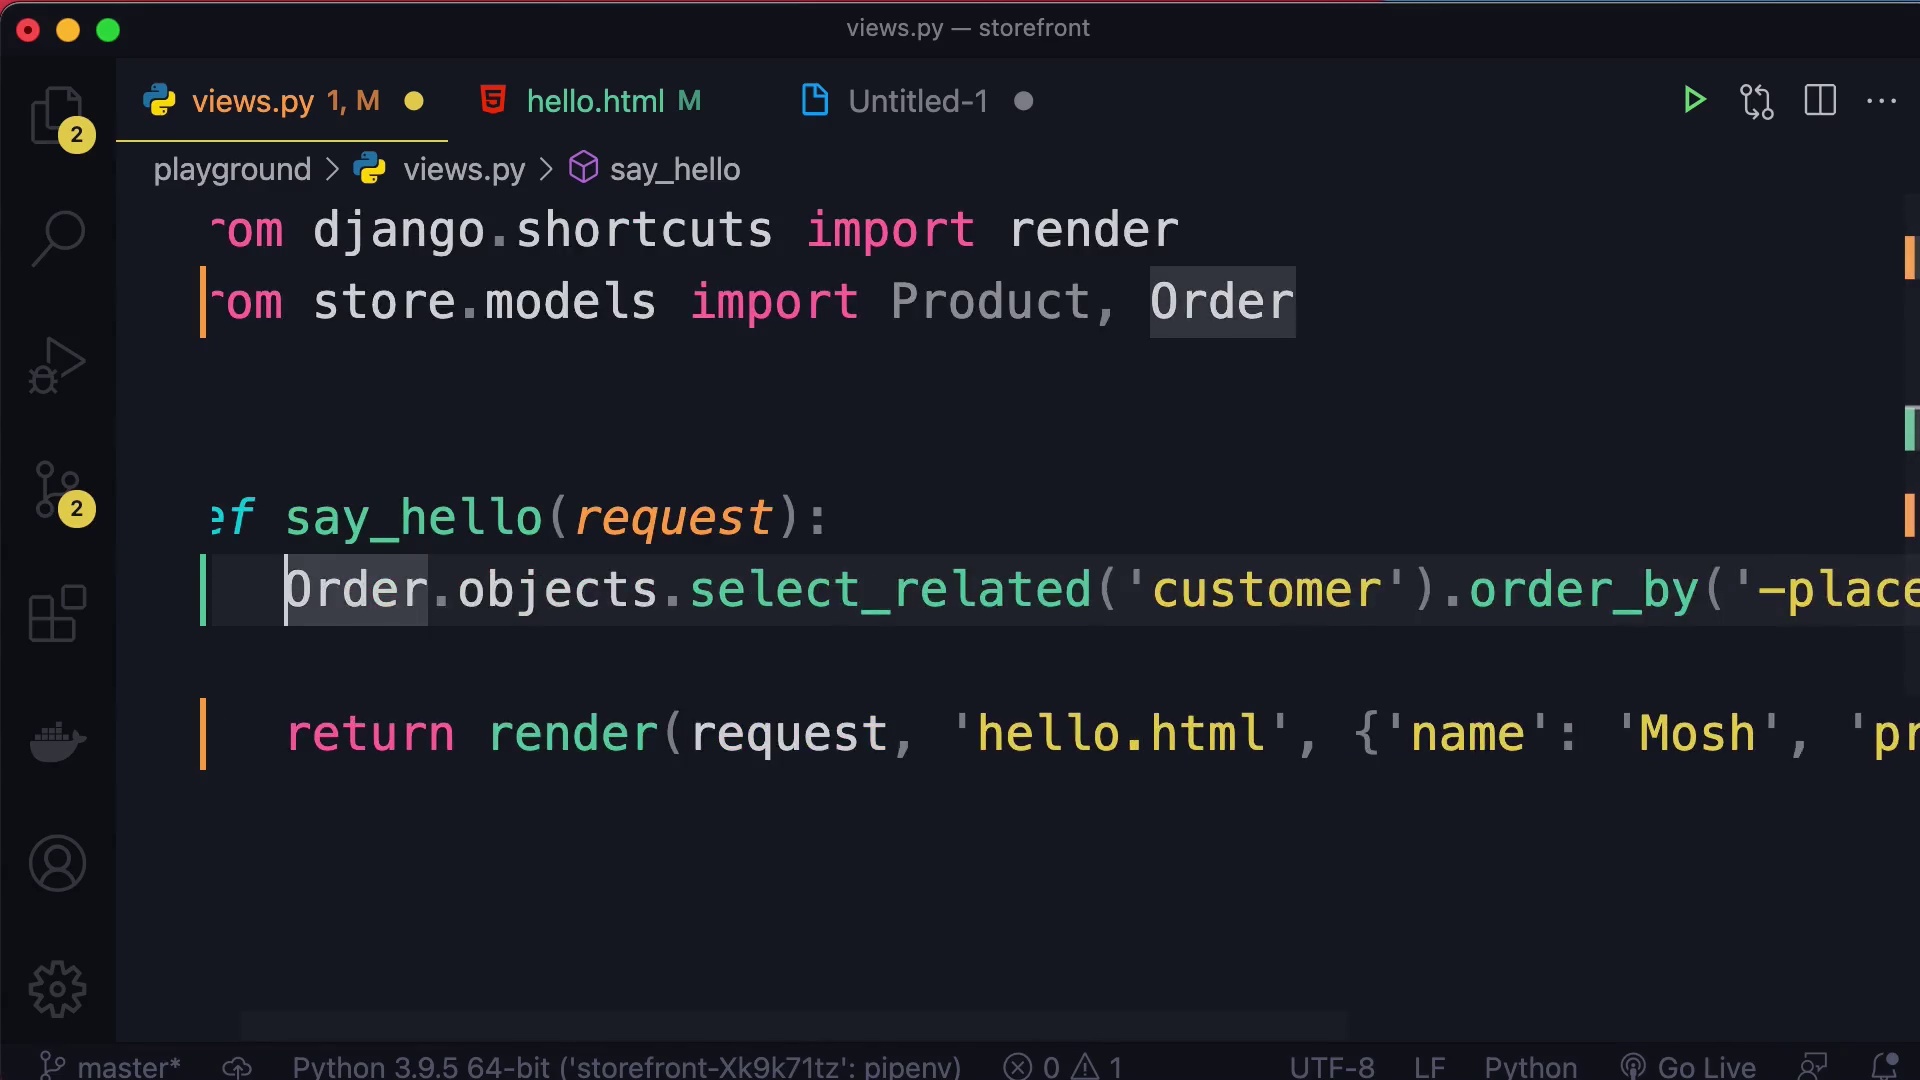 views.py — storefront
views.py 1, M hello.html M Untitled-1
2
playground > views.py > say_hello
rom django.shortcuts import render
rom store.models import Product, Order
ef say_hello(request):
2
Order.objects.select_related('customer').order_by('-place
return render(request, 'hello.html', {'name': 'Mosh', 'pr
master* Python 3.9.5 64-bit ('storefront-Xk9k71tz': pipenv) 0 1 UTF-8 LF Python Go Live